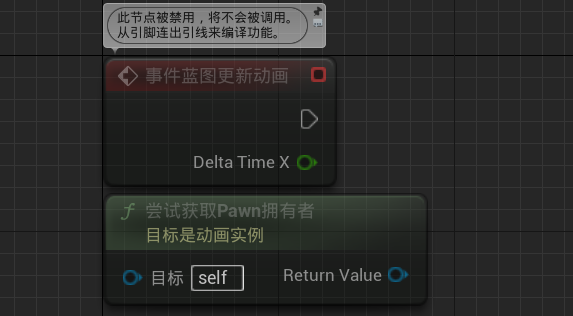 此节点被禁用，将不会被调用。
从引脚连出引线来编译功能。
事件蓝图更新动画
Delta Time X
尝试获取Pawn拥有者
目标是动画实例
目标 self Return Value